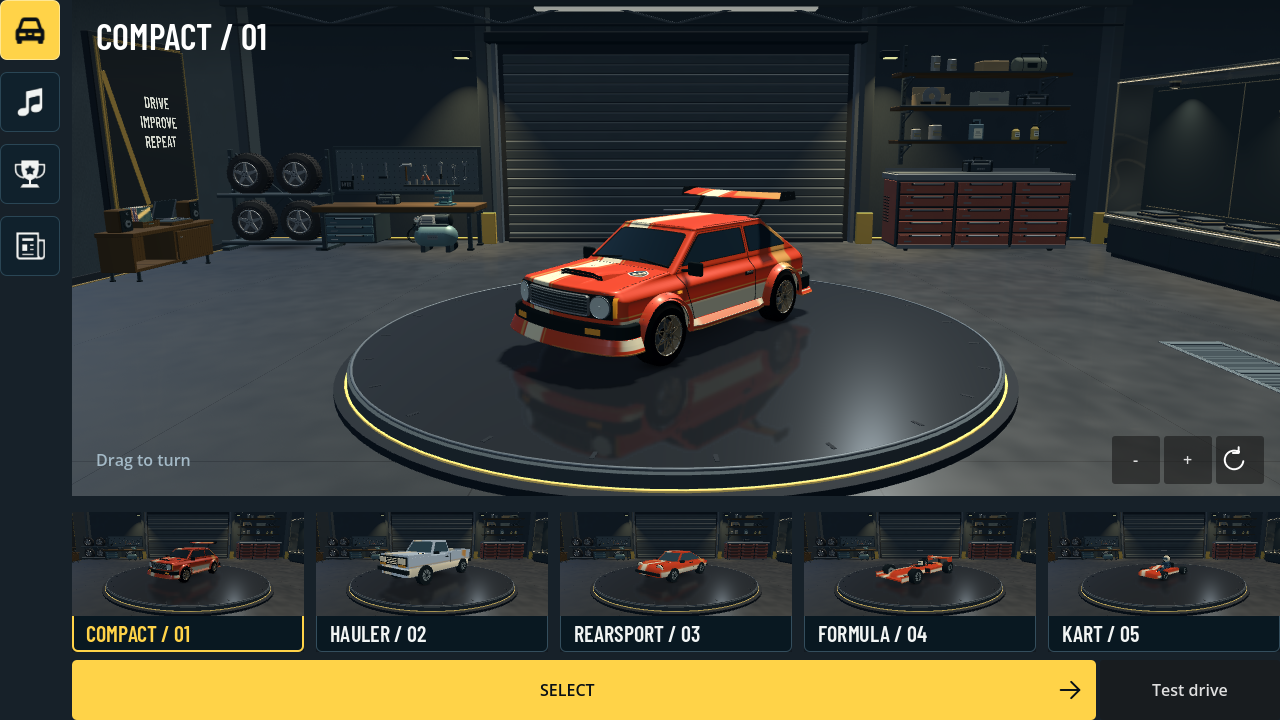 COMPACT / 01
DRIVE
IMPROVE
REPEAT
Drag to turn
- +
COMPACT / 01
HAULER / 02
REARSPORT / 03
FORMULA / 04
KART / 05
SELECT
Test drive